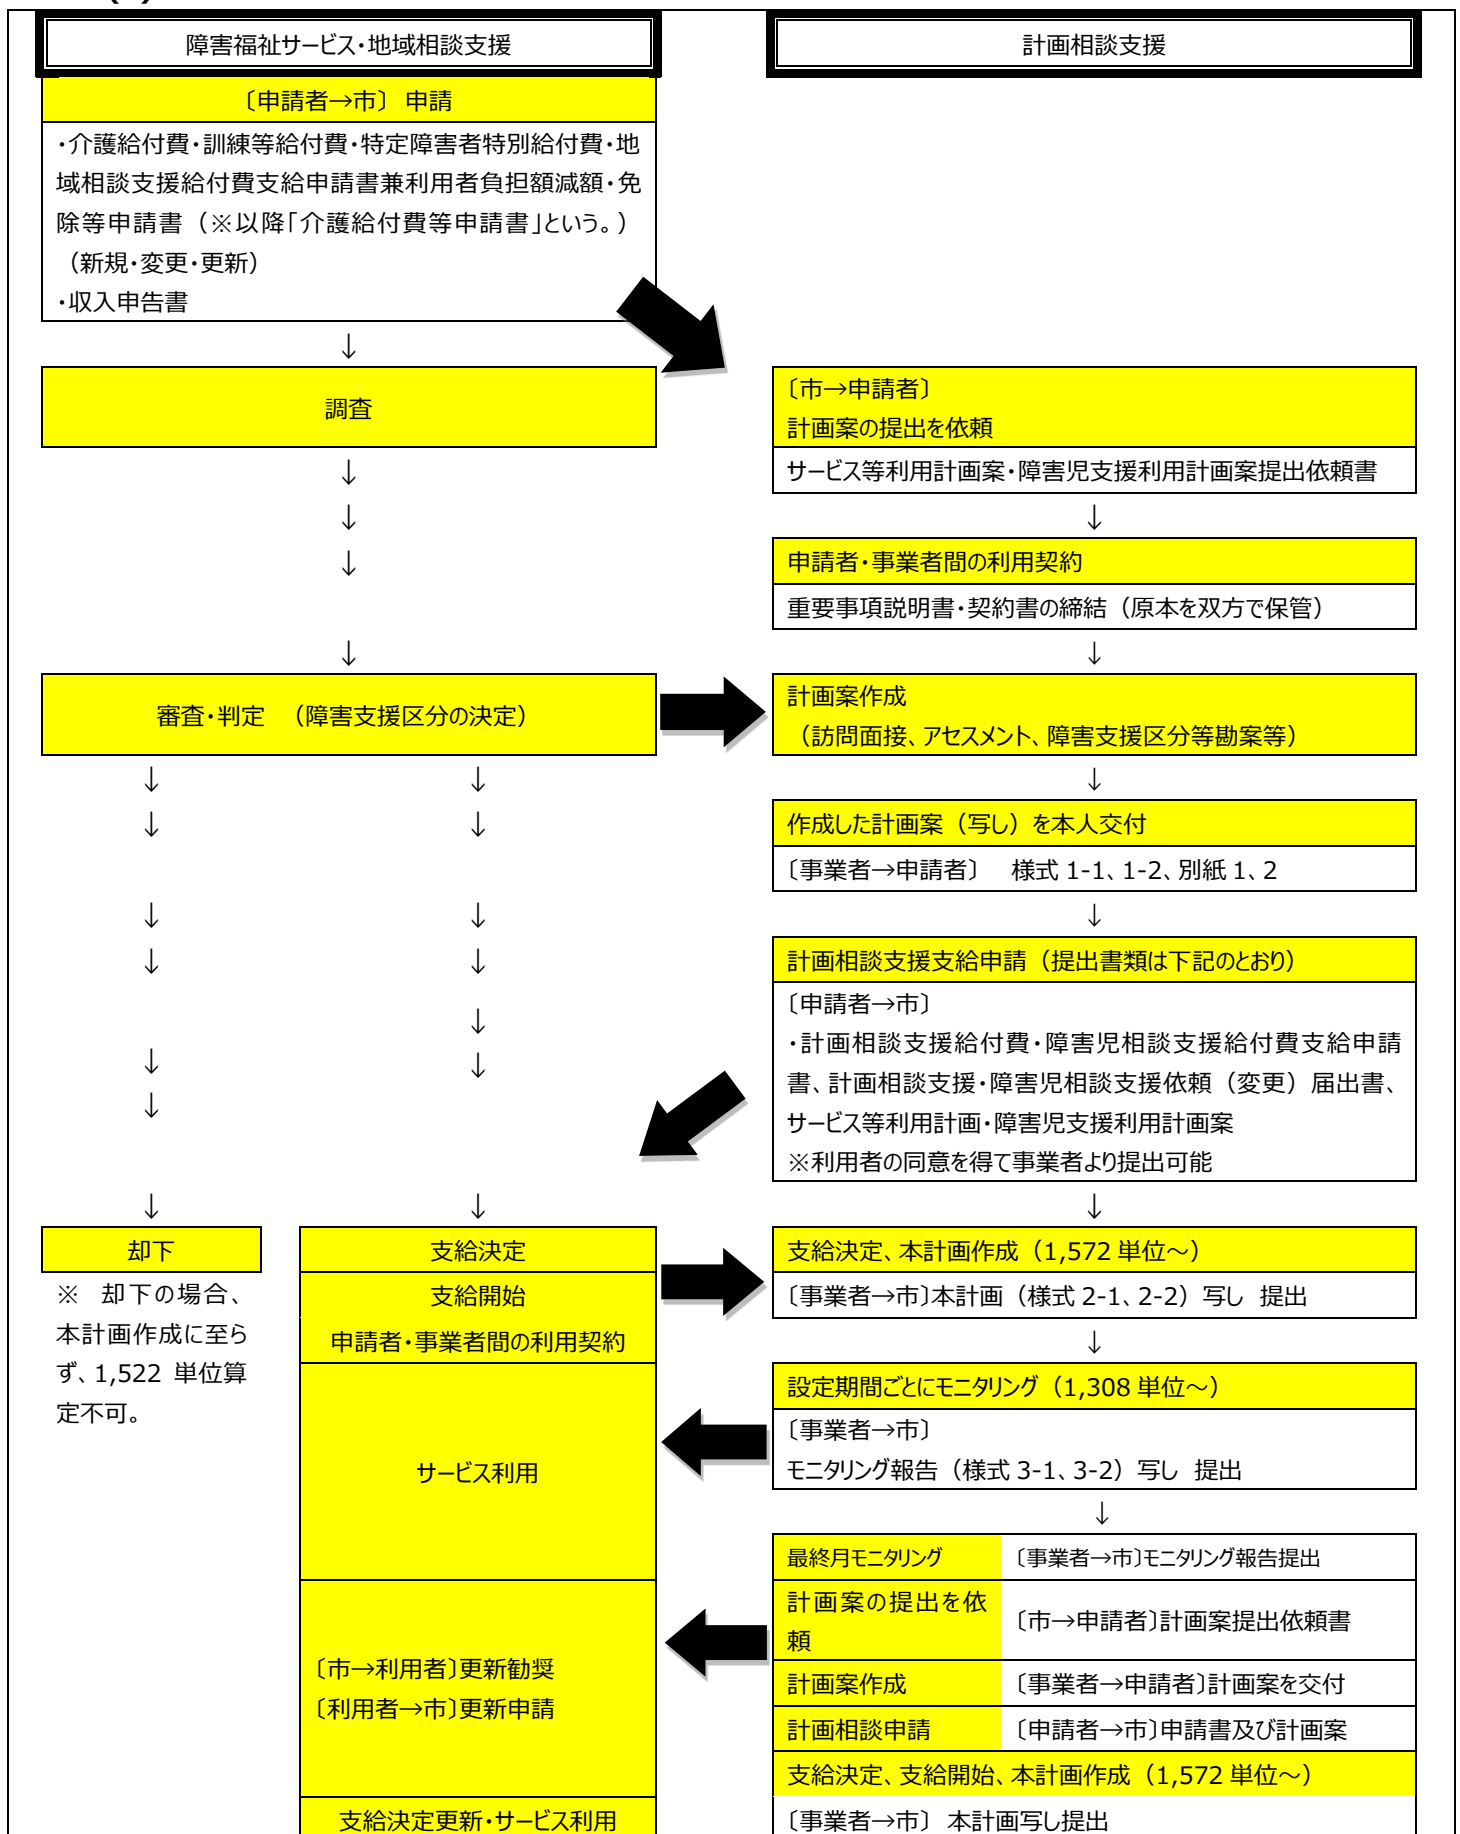 障害福祉サービス・地域相談支援
計画相談支援
〔申請者→市〕 申請
・介護給付費・訓練等給付費・特定障害者特別給付費・地
域相談支援給付費支給申請書兼利用者負担額減額・免
除等申請書（※以降「介護給付費等申請書」という。）
（新規・変更・更新）
・収入申告書
↓
調査
〔市→申請者〕
計画案の提出を依頼
サービス等利用計画案・障害児支援利用計画案提出依頼書
↓
↓
↓
↓
↓
申請者・事業者間の利用契約
重要事項説明書・契約書の締結（原本を双方で保管）
↓
審査・判定　（障害支援区分の決定）
計画案作成
（訪問面接、アセスメント、障害支援区分等勘案等）
↓ ↓ ↓
↓ ↓
作成した計画案（写し）を本人交付
〔事業者→申請者〕　様式 1-1、1-2、別紙 1、2
↓ ↓ ↓
↓ ↓
計画相談支援支給申請（提出書類は下記のとおり）
〔申請者→市〕
・計画相談支援給付費・障害児相談支援給付費支給申請
書、計画相談支援・障害児相談支援依頼（変更）届出書、
サービス等利用計画・障害児支援利用計画案
※利用者の同意を得て事業者より提出可能
↓
↓ ↓
↓
↓ ↓ ↓
却下
※　却下の場合、
本計画作成に至ら
ず、1,522 単位算
定不可。
支給決定
支給開始
申請者・事業者間の利用契約
サービス利用
支給決定、本計画作成（1,572 単位～）
〔事業者→市〕本計画（様式 2-1、2-2）写し 提出
↓
設定期間ごとにモニタリング（1,308 単位～）
〔事業者→市〕
モニタリング報告（様式 3-1、3-2）写し 提出
↓
最終月モニタリング 〔事業者→市〕モニタリング報告提出
計画案の提出を依
頼
〔市→申請者〕計画案提出依頼書
計画案作成 〔事業者→申請者〕計画案を交付
計画相談申請 〔申請者→市〕申請書及び計画案
支給決定、支給開始、本計画作成（1,572 単位～）
〔事業者→市〕 本計画写し提出
〔市→利用者〕更新勧奨
〔利用者→市〕更新申請
支給決定更新・サービス利用